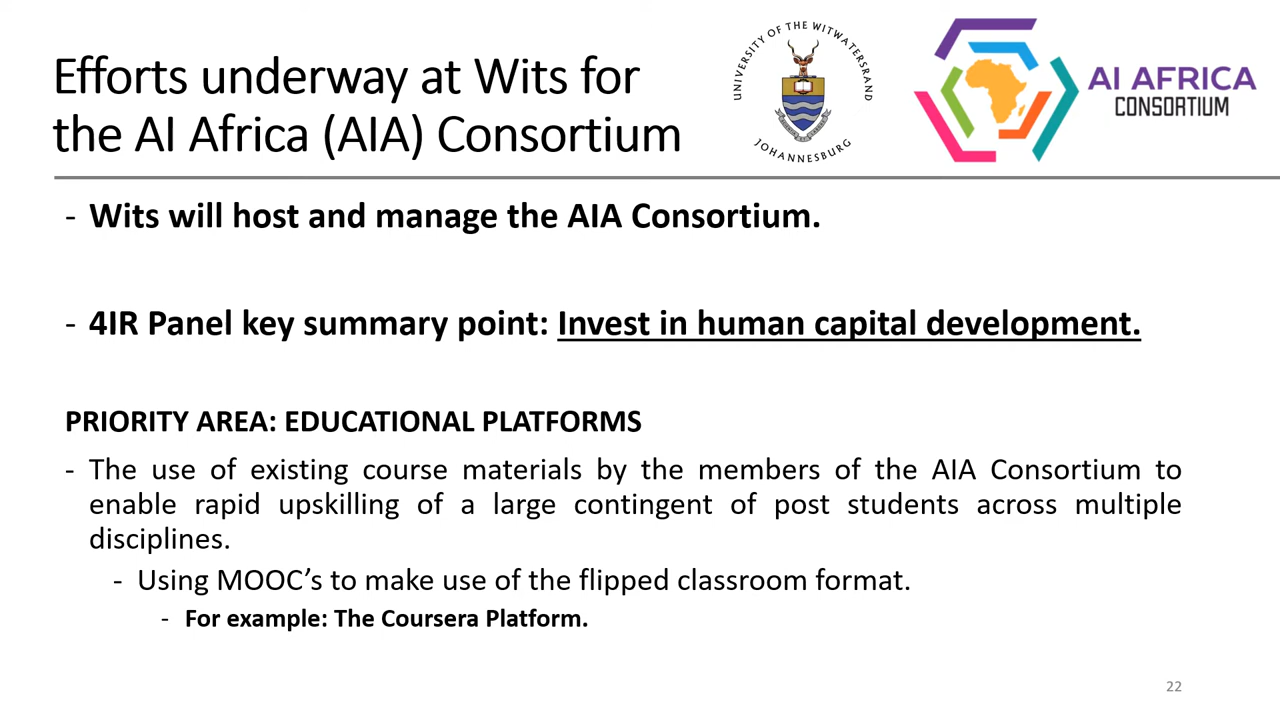 Efforts underway at Wits for
the AI Africa (AIA) Consortium
UNIVERSITY OF THE WITWATERSRAND
JOHANNESBURG
AI AFRICA
CONSORTIUM
- Wits will host and manage the AIA Consortium.
- 4IR Panel key summary point: Invest in human capital development.
PRIORITY AREA: EDUCATIONAL PLATFORMS
- The use of existing course materials by the members of the AIA Consortium to
enable rapid upskilling of a large contingent of post students across multiple
disciplines.
- Using MOOC’s to make use of the flipped classroom format.
- For example: The Coursera Platform.
22